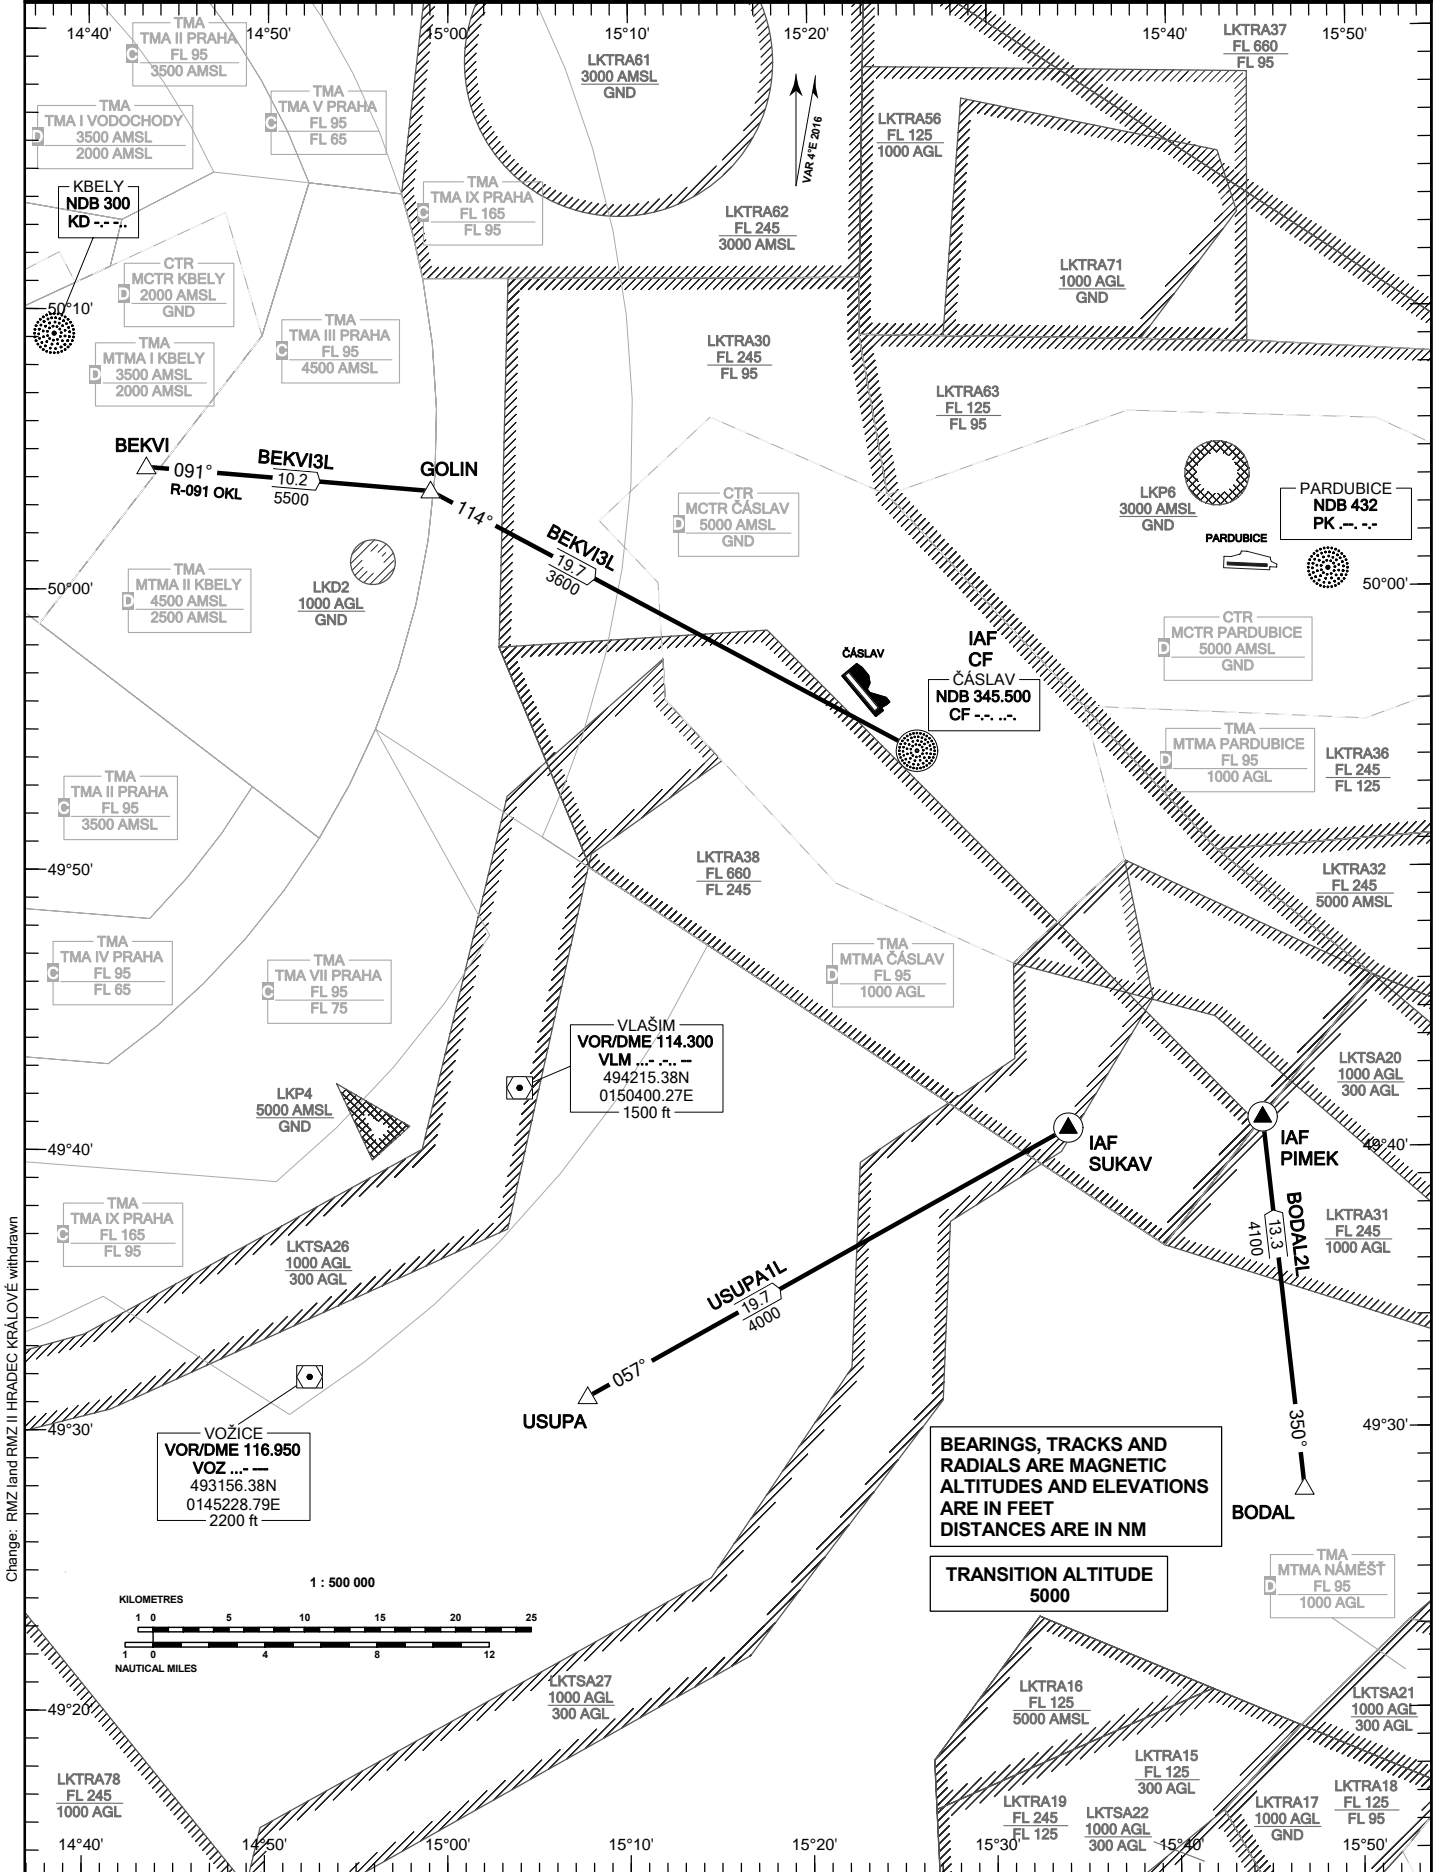 14°40'
14°50'
15°00'
15°10'
15°20'
15°40'
15°50'
TMA
TMA II PRAHA
C
FL 95
3500 AMSL
TMA
TMA I VODOCHODY
D
3500 AMSL
2000 AMSL
TMA
TMA V PRAHA
C
FL 95
FL 65
LKTRA61
3000 AMSL
GND
VAR 4°E 2016
LKTRA37
FL 660
FL 95
LKTRA56
FL 125
1000 AGL
KBELY
NDB 300
KD -.- -..
TMA
TMA IX PRAHA
C
FL 165
FL 95
LKTRA62
FL 245
3000 AMSL
LKTRA71
1000 AGL
GND
CTR
MCTR KBELY
D
2000 AMSL
GND
50°10'
TMA
MTMA I KBELY
D
3500 AMSL
2000 AMSL
TMA
TMA III PRAHA
C
FL 95
4500 AMSL
LKTRA30
FL 245
FL 95
LKTRA63
FL 125
FL 95
BEKVI
091°
R-091 OKL
BEKVI3L
10.2
5500
GOLIN
114°
BEKVI3L
19.7
3600
CTR
MCTR ČÁSLAV
D
5000 AMSL
GND
LKP6
3000 AMSL
GND
PARDUBICE
NDB 432
PK .--. -.-
PARDUBICE
50°00'
50°00'
TMA
MTMA II KBELY
D
4500 AMSL
2500 AMSL
LKD2
1000 AGL
GND
CTR
MCTR PARDUBICE
D
5000 AMSL
GND
ČÁSLAV
IAF
CF
ČÁSLAV
NDB 345.500
CF -.-. ..-.
TMA
MTMA PARDUBICE
D
FL 95
1000 AGL
LKTRA36
FL 245
FL 125
TMA
TMA II PRAHA
C
FL 95
3500 AMSL
49°50'
LKTRA38
FL 660
FL 245
LKTRA32
FL 245
5000 AMSL
TMA
TMA IV PRAHA
C
FL 95
FL 65
TMA
TMA VII PRAHA
C
FL 95
FL 75
TMA
MTMA ČÁSLAV
D
FL 95
1000 AGL
VLAŠIM
VOR/DME 114.300
VLM ...- .-.. --
494215.38N
0150400.27E
1500 ft
LKP4
5000 AMSL
GND
LKTSA20
1000 AGL
300 AGL
49°40'
49°40'
IAF
SUKAV
IAF
PIMEK
BODAL2L
13.3
4100
LKTRA31
FL 245
1000 AGL
TMA
TMA IX PRAHA
C
FL 165
FL 95
LKTSA26
1000 AGL
300 AGL
USUPA1L
19.7
4000
057°
USUPA
350°
BODAL
49°30'
49°30'
VOŽICE
VOR/DME 116.950
VOZ ...- --- --..
493156.38N
0145228.79E
2200 ft
BEARINGS, TRACKS AND
RADIALS ARE MAGNETIC
ALTITUDES AND ELEVATIONS
ARE IN FEET
DISTANCES ARE IN NM
TRANSITION ALTITUDE
5000
TMA
MTMA NÁMĚŠŤ
D
FL 95
1000 AGL
Change: RMZ Iand RMZ II HRADEC KRÁLOVÉ withdrawn
1 : 500 000
KILOMETRES
1 0 5 10 15 20 25
1 0 4 8 12
NAUTICAL MILES
LKTSA27
1000 AGL
300 AGL
LKTRA16
FL 125
5000 AMSL
LKTSA21
1000 AGL
300 AGL
49°20'
LKTRA15
FL 125
300 AGL
LKTRA78
FL 245
1000 AGL
LKTRA19
FL 245
FL 125
LKTSA22
1000 AGL
300 AGL
LKTRA17
1000 AGL
GND
LKTRA18
FL 125
FL 95
14°40'
14°50'
15°00'
15°10'
15°20'
15°30'
15°40'
15°50'